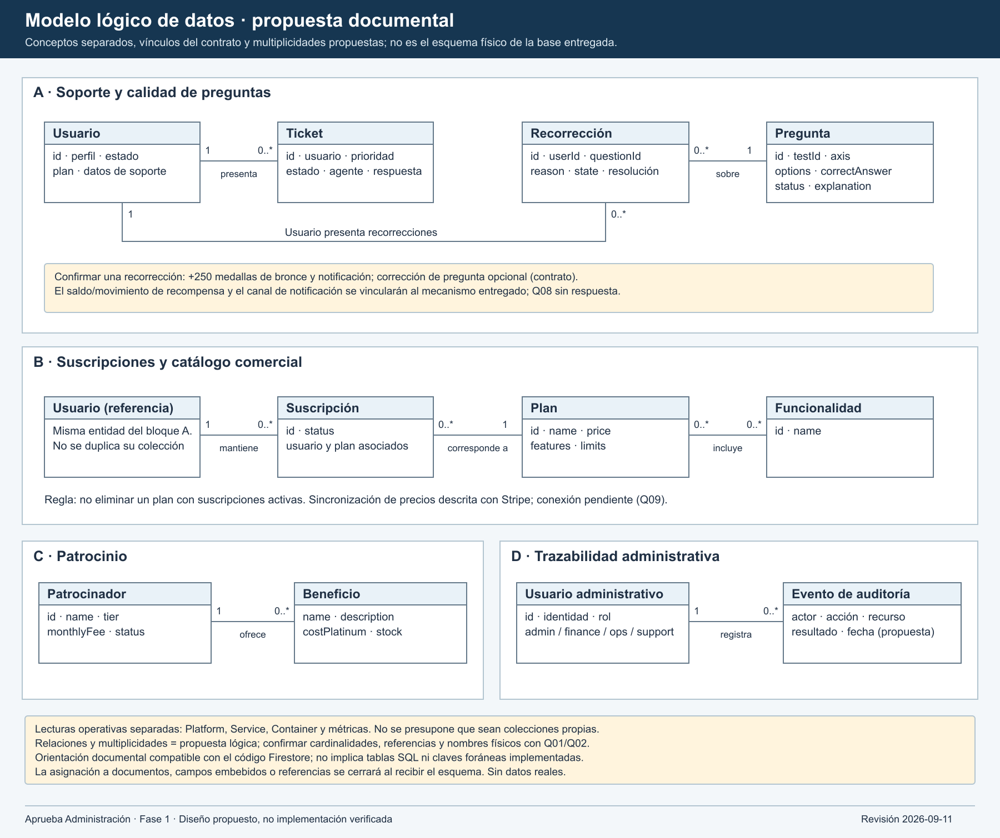 Modelo lógico de datos · propuesta documental
Conceptos separados, vínculos del contrato y multiplicidades propuestas; no es el esquema físico de la base entregada.
A · Soporte y calidad de preguntas
Usuario
id · perfil · estado
plan · datos de soporte
1
0..*
presenta
Ticket
id · usuario · prioridad
estado · agente · respuesta
Recorrección
id · userId · questionId
reason · state · resolución
0..*
1
sobre
Pregunta
id · testId · axis
options · correctAnswer
status · explanation
1
0..*
Usuario presenta recorrecciones
Confirmar una recorrección: +250 medallas de bronce y notificación; corrección de pregunta opcional (contrato).
El saldo/movimiento de recompensa y el canal de notificación se vincularán al mecanismo entregado; Q08 sin respuesta.
B · Suscripciones y catálogo comercial
Usuario (referencia)
Misma entidad del bloque A.
No se duplica su colección
1
0..*
mantiene
Suscripción
id · status
usuario y plan asociados
0..*
1
corresponde a
Plan
id · name · price
features · limits
0..*
0..*
incluye
Funcionalidad
id · name
Regla: no eliminar un plan con suscripciones activas. Sincronización de precios descrita con Stripe; conexión pendiente (Q09).
C · Patrocinio
Patrocinador
id · name · tier
monthlyFee · status
1
0..*
ofrece
Beneficio
name · description
costPlatinum · stock
D · Trazabilidad administrativa
Usuario administrativo
id · identidad · rol
admin / finance / ops / support
1
0..*
registra
Evento de auditoría
actor · acción · recurso
resultado · fecha (propuesta)
Lecturas operativas separadas: Platform, Service, Container y métricas. No se presupone que sean colecciones propias.
Relaciones y multiplicidades = propuesta lógica; confirmar cardinalidades, referencias y nombres físicos con Q01/Q02.
Orientación documental compatible con el código Firestore; no implica tablas SQL ni claves foráneas implementadas.
La asignación a documentos, campos embebidos o referencias se cerrará al recibir el esquema. Sin datos reales.
Aprueba Administración · Fase 1 · Diseño propuesto, no implementación verificada
Revisión 2026-09-11